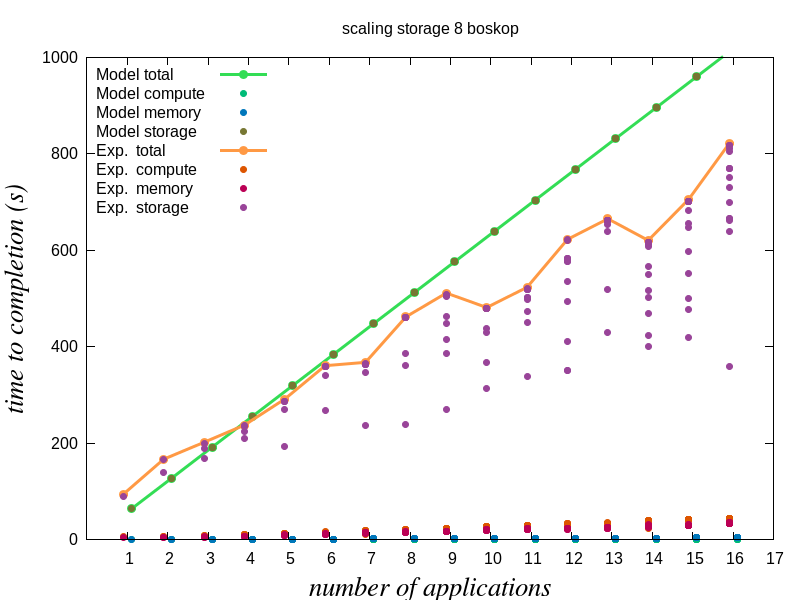 scaling storage 8 boskop
1000
800
600
400
200
0
Model total
Model compute
Model memory
Model storage
Exp. total
Exp. compute
Exp. memory
Exp. storage
time to completion (s)
1 2 3 4 5 6 7 8 9 10 11 12 13 14 15 16 17
number of applications